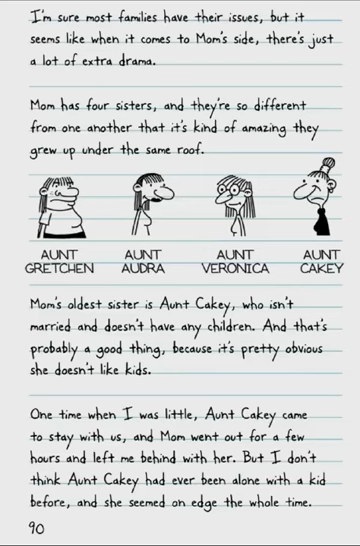 I'm sure most families have their issues, but it
seems like when it comes to Mom's side, there's just
a lot of extra drama.
Mom has four sisters, and they're so different
from one another that it's kind of amazing they
grew up under the same roof.
AUNT GRETCHEN
AUNT AUDRA
AUNT VERONICA
AUNT CAKEY
Mom's oldest sister is Aunt Cakey, who isn't
married and doesn't have any children. And that's
probably a good thing, because it's pretty obvious
she doesn't like kids.
One time when I was little, Aunt Cakey came
to stay with us, and Mom went out for a few
hours and left me behind with her. But I don't
think Aunt Cakey had ever been alone with a kid
before, and she seemed on edge the whole time.
90